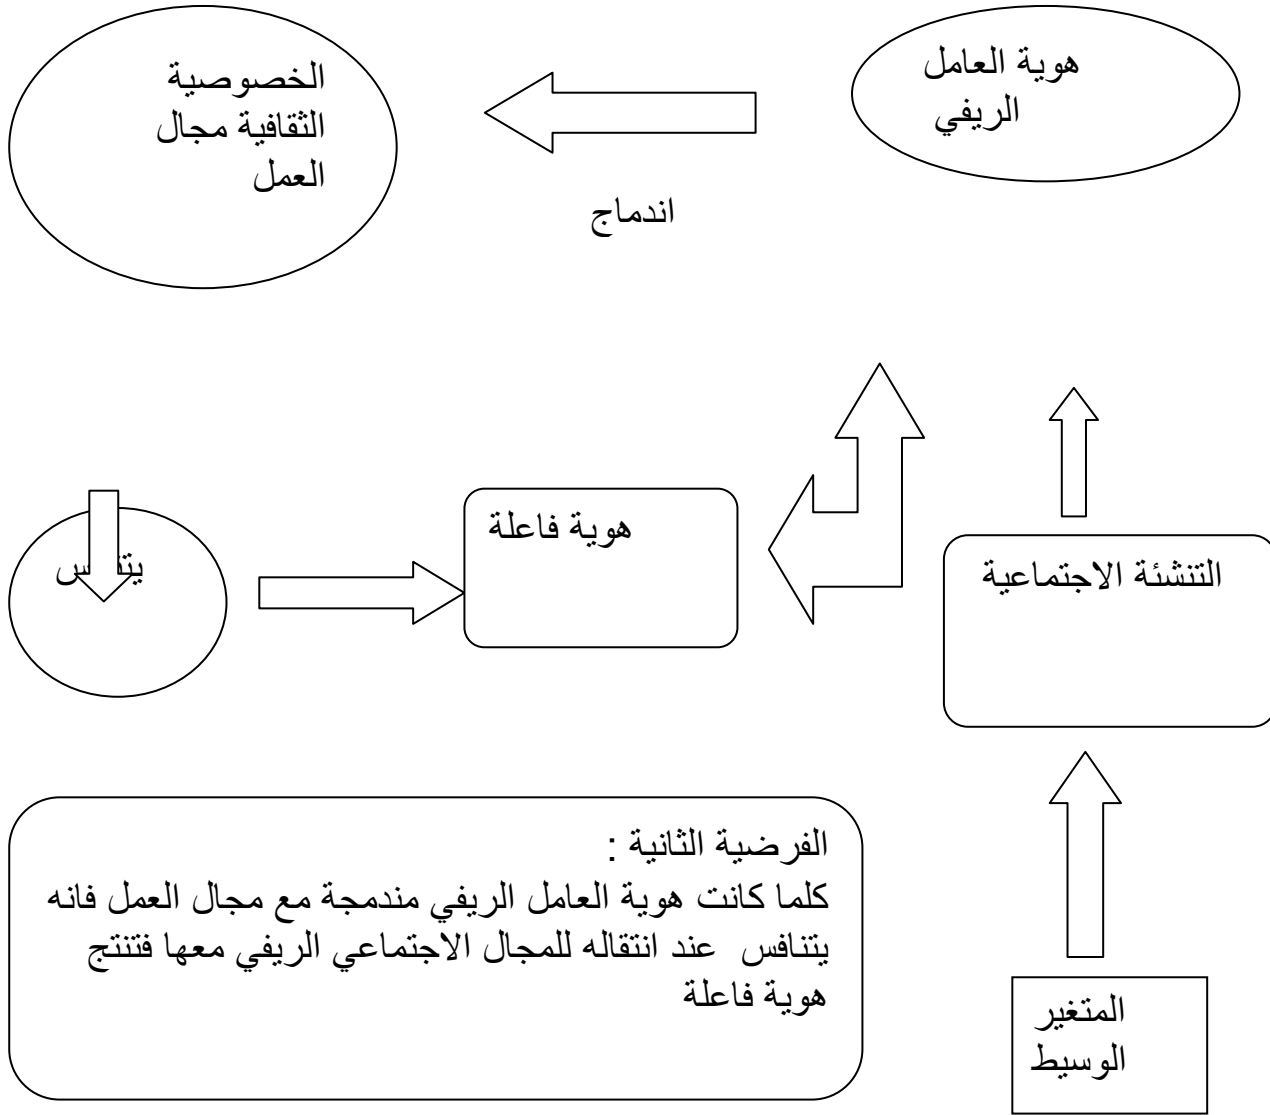 هوية العامل
الريفي
اندماج
الخصوصية
الثقافية مجال
العمل
هوية فاعلة
التنشئة الاجتماعية
الفرضية الثانية :
كلما كانت هوية العامل الريفي مندمجة مع مجال العمل فانه
يتنافس عند انتقاله للمجال الاجتماعي الريفي معها فتنتج
هوية فاعلة
المتغير
الوسيط